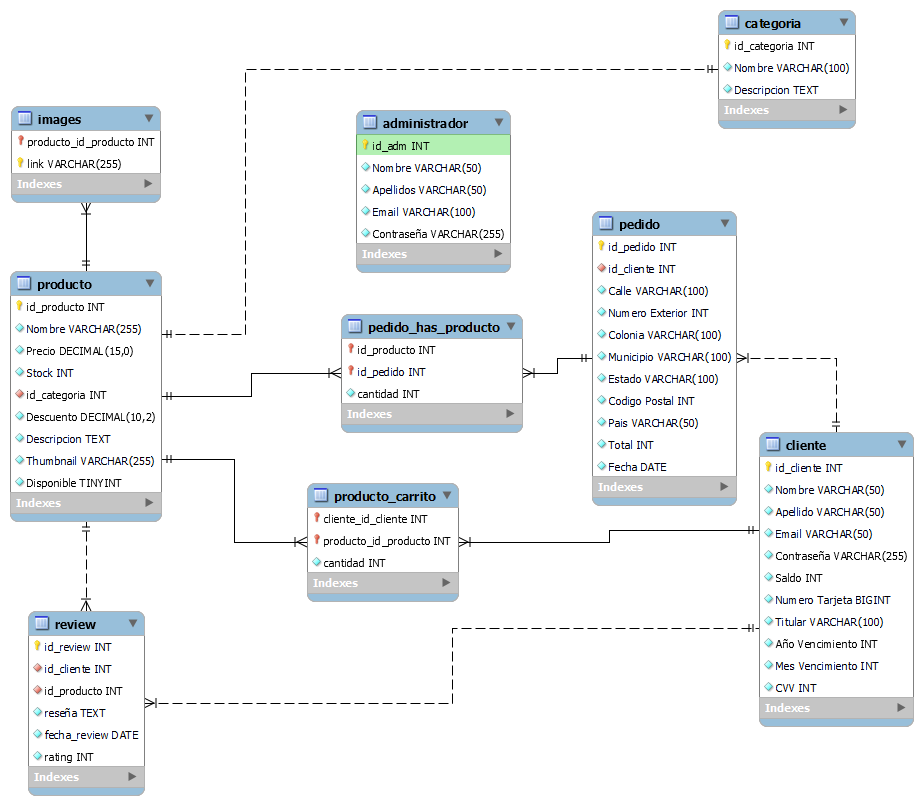 categoria
id_categoria INT
Nombre VARCHAR(100)
Descripcion TEXT
Indexes
images
producto_id_producto INT
link VARCHAR(255)
Indexes
administrador
id_adm INT
Nombre VARCHAR(50)
Apellidos VARCHAR(50)
Email VARCHAR(100)
Contraseña VARCHAR(255)
Indexes
pedido
id_pedido INT
id_cliente INT
Calle VARCHAR(100)
Numero Exterior INT
Colonia VARCHAR(100)
Municipio VARCHAR(100)
Estado VARCHAR(100)
Codigo Postal INT
Pais VARCHAR(50)
Total INT
Fecha DATE
Indexes
producto
id_producto INT
Nombre VARCHAR(255)
Precio DECIMAL(15,0)
Stock INT
id_categoria INT
Descuento DECIMAL(10,2)
Descripcion TEXT
Thumbnail VARCHAR(255)
Disponible TINYINT
Indexes
pedido_has_producto
id_producto INT
id_pedido INT
cantidad INT
Indexes
cliente
id_cliente INT
Nombre VARCHAR(50)
Apellido VARCHAR(50)
Email VARCHAR(50)
Contraseña VARCHAR(255)
Saldo INT
Numero Tarjeta BIGINT
Titular VARCHAR(100)
Año Vencimiento INT
Mes Vencimiento INT
CVV INT
Indexes
producto_carrito
cliente_id_cliente INT
producto_id_producto INT
cantidad INT
Indexes
review
id_review INT
id_cliente INT
id_producto INT
reseña TEXT
fecha_review DATE
rating INT
Indexes